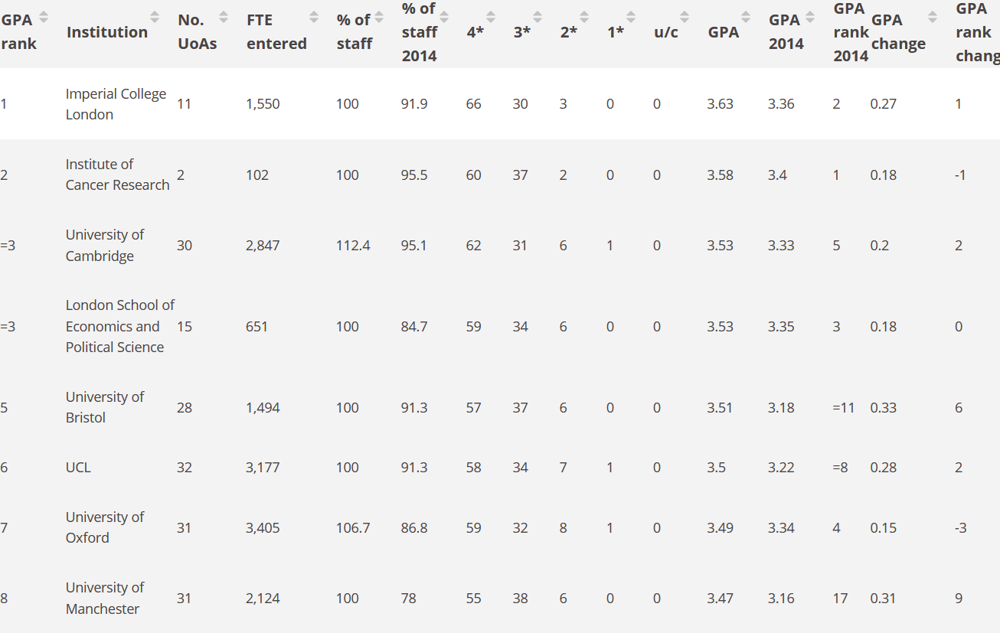 GPA rank Institution No. UoAs FTE entered % of staff % of staff 2014 4* 3* 2* 1* u/c GPA GPA 2014 GPA rank 2014 GPA change GPA rank chang
1 Imperial College London 11 1,550 100 91.9 66 30 3 0 0 3.63 3.36 2 0.27 1
2 Institute of Cancer Research 2 102 100 95.5 60 37 2 0 0 3.58 3.4 1 0.18 -1
=3 University of Cambridge 30 2,847 112.4 95.1 62 31 6 1 0 3.53 3.33 5 0.2 2
=3 London School of Economics and Political Science 15 651 100 84.7 59 34 6 0 0 3.53 3.35 3 0.18 0
5 University of Bristol 28 1,494 100 91.3 57 37 6 0 0 3.51 3.18 =11 0.33 6
6 UCL 32 3,177 100 91.3 58 34 7 1 0 3.5 3.22 =8 0.28 2
7 University of Oxford 31 3,405 106.7 86.8 59 32 8 1 0 3.49 3.34 4 0.15 -3
8 University of Manchester 31 2,124 100 78 55 38 6 0 0 3.47 3.16 17 0.31 9